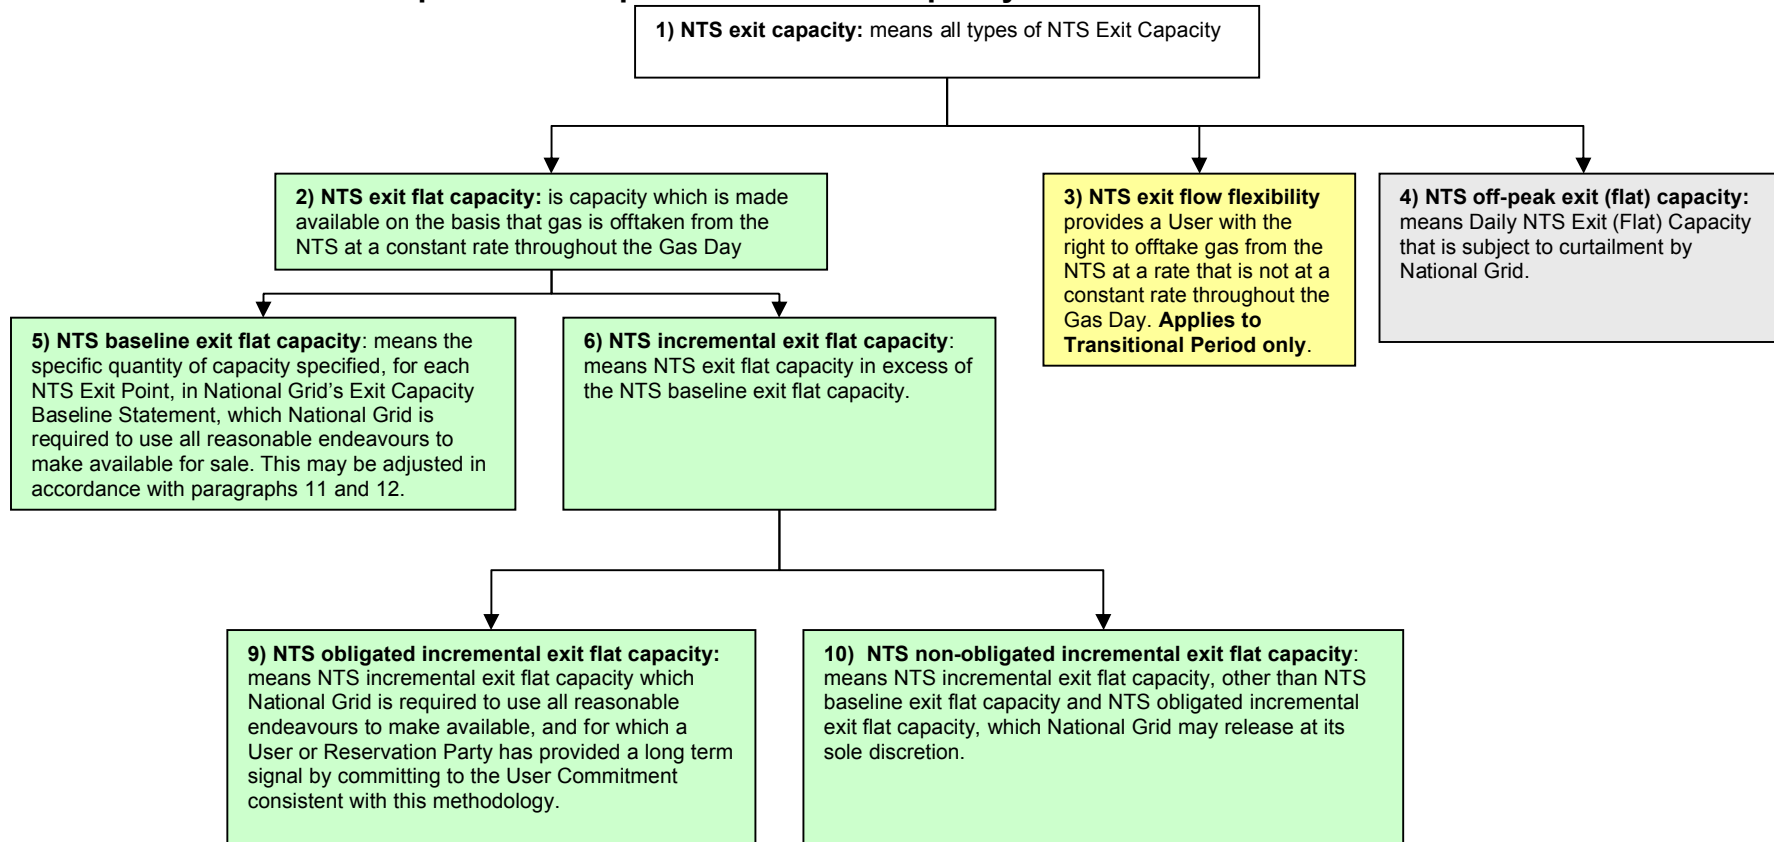 1) NTS exit capacity: means all types of NTS Exit Capacity
2) NTS exit flat capacity: is capacity which is made
available on the basis that gas is offtaken from the
NTS at a constant rate throughout the Gas Day
3) NTS exit flow flexibility
provides a User with the
right to offtake gas from the
NTS at a rate that is not at a
constant rate throughout the
Gas Day. Applies to
Transitional Period only.
4) NTS off-peak exit (flat) capacity:
means Daily NTS Exit (Flat) Capacity
that is subject to curtailment by
National Grid.
5) NTS baseline exit flat capacity: means the
specific quantity of capacity specified, for each
NTS Exit Point, in National Grid's Exit Capacity
Baseline Statement, which National Grid is
required to use all reasonable endeavours to
make available for sale. This may be adjusted in
accordance with paragraphs 11 and 12.
6) NTS incremental exit flat capacity:
means NTS exit flat capacity in excess of
the NTS baseline exit flat capacity.
9) NTS obligated incremental exit flat capacity:
means NTS incremental exit flat capacity which
National Grid is required to use all reasonable
endeavours to make available, and for which a
User or Reservation Party has provided a long term
signal by committing to the User Commitment
consistent with this methodology.
10) NTS non-obligated incremental exit flat capacity:
means NTS incremental exit flat capacity, other than NTS
baseline exit flat capacity and NTS obligated incremental
exit flat capacity, which National Grid may release at its
sole discretion.